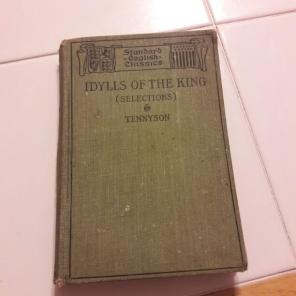 Standard
English
Classics
IDYLLS OF THE KING
(SELECTIONS)
TENNYSON